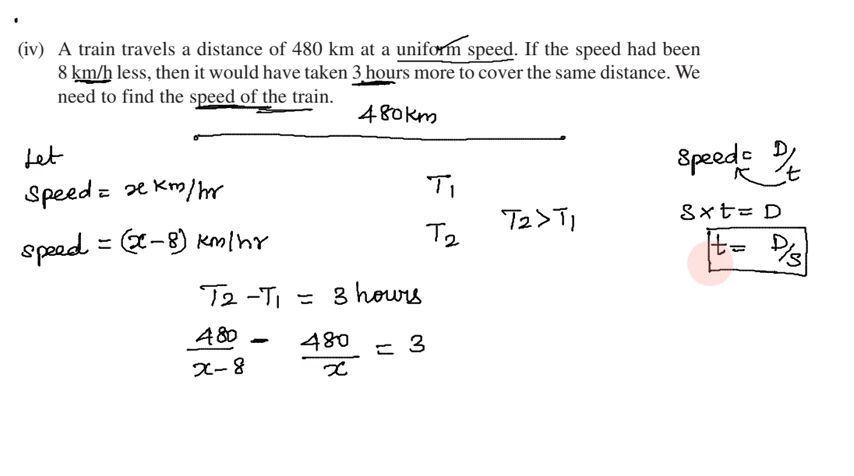 (iv) A train travels a distance of 480 km at a uniform speed. If the speed had been
8 km/h less, then it would have taken 3 hours more to cover the same distance. We
need to find the speed of the train.
480km
Let
Speed = x km/hr
T1
speed = (x-8) km/hr
T2
T2 > T1
T2 - T1 = 3 hours
480/x-8 - 480/x = 3
Speed = D/t
S x t = D
t = D/S